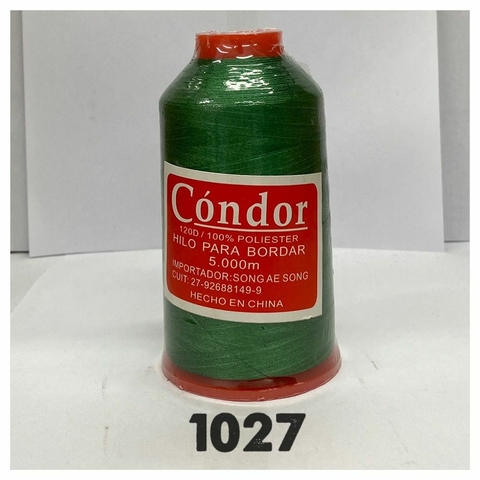 Cóndor
120D / 100% POLIESTER
HILO PARA BORDAR
5.000m
IMPORTADOR:SONG AE SONG
CUIT: 27-92688149-9
HECHO EN CHINA
1027